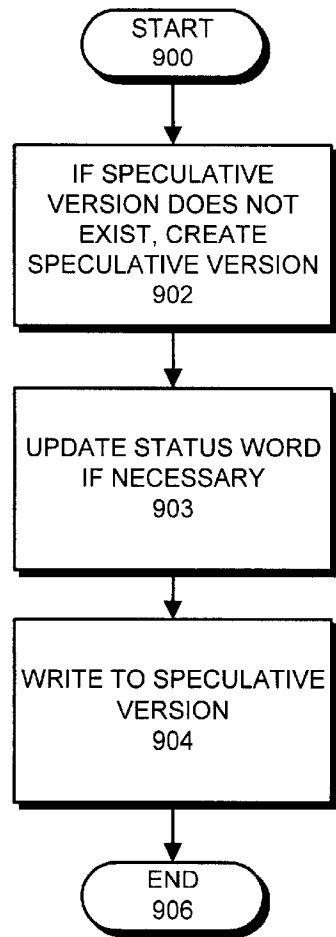 START
900
IF SPECULATIVE
VERSION DOES NOT
EXIST, CREATE
SPECULATIVE VERSION
902
UPDATE STATUS WORD
IF NECESSARY
903
WRITE TO SPECULATIVE
VERSION
904
END
906